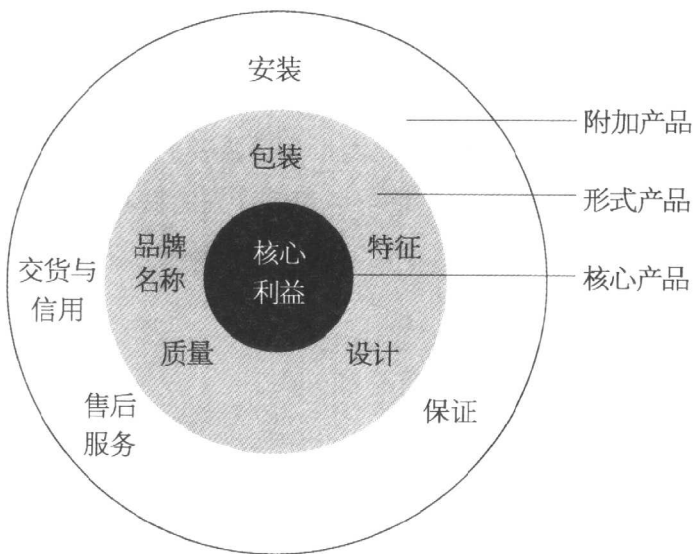 安装
附加产品
包装
形式产品
品牌
名称
核心
利益
特征
核心产品
交货与
信用
质量
设计
售后
服务
保证